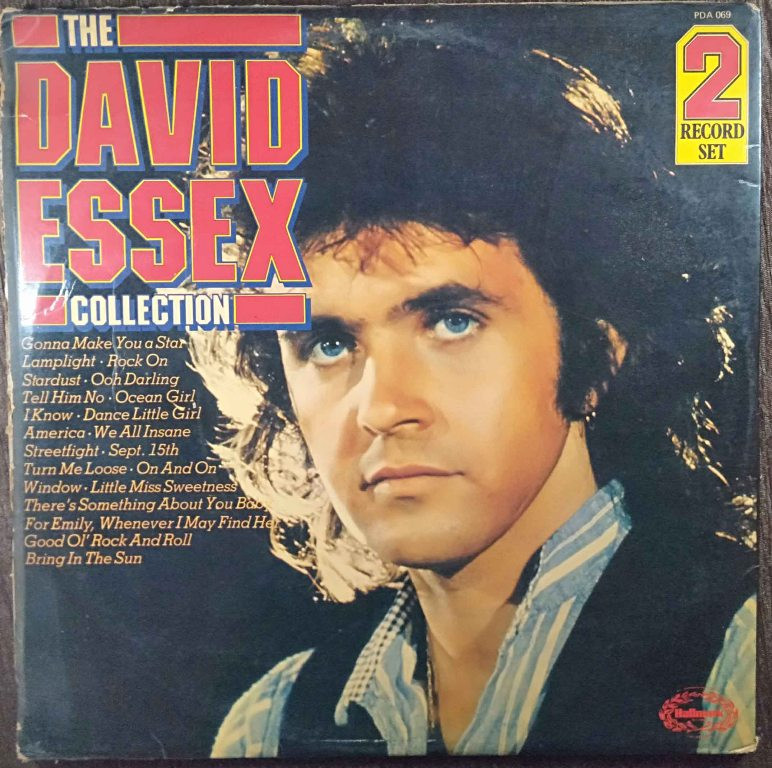 THE
DAVID
ESSEX
COLLECTION
Gonna Make You a Star
Lamplight · Rock On
Stardust · Ooh Darling
Tell Him No · Ocean Girl
I Know · Dance Little Girl
America · We All Insane
Streetfight · Sept. 15th
Turn Me Loose · On And On
Window · Little Miss Sweetness
There's Something About You Baby
For Emily, Whenever I May Find Her
Good Ol' Rock And Roll
Bring In The Sun
PDA 069
2
RECORD
SET
Hallmark